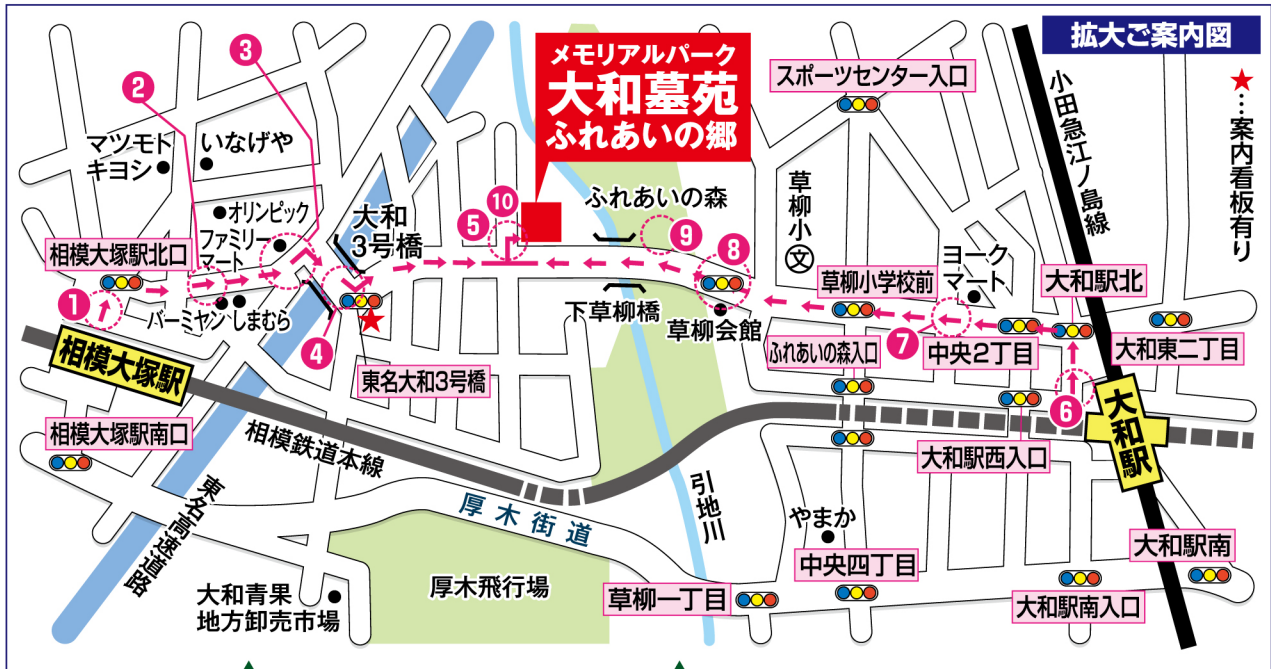 拡大ご案内図
★…案内看板有り
メモリアルパーク
大和墓苑
ふれあいの郷
スポーツセンター入口
小田急江ノ島線
3
2
マツモト
キヨシ
いなげや
オリンピック
ファミリー
マート
大和
3号橋
相模大塚駅北口
1
バーミヤン
しまむら
4
★
東名大和3号橋
5
10
ふれあいの森
9
8
下草柳橋
草柳会館
草柳小
文
草柳小学校前
ヨーク
マート
大和駅北
7
中央2丁目
大和東二丁目
ふれあいの森入口
6
大和駅
大和駅西入口
相模大塚駅
相模大塚駅南口
相模鉄道本線
東名高速道路
厚木街道
引地川
やまか
中央四丁目
大和駅南
大和青果
地方卸売市場
厚木飛行場
草柳一丁目
大和駅南入口